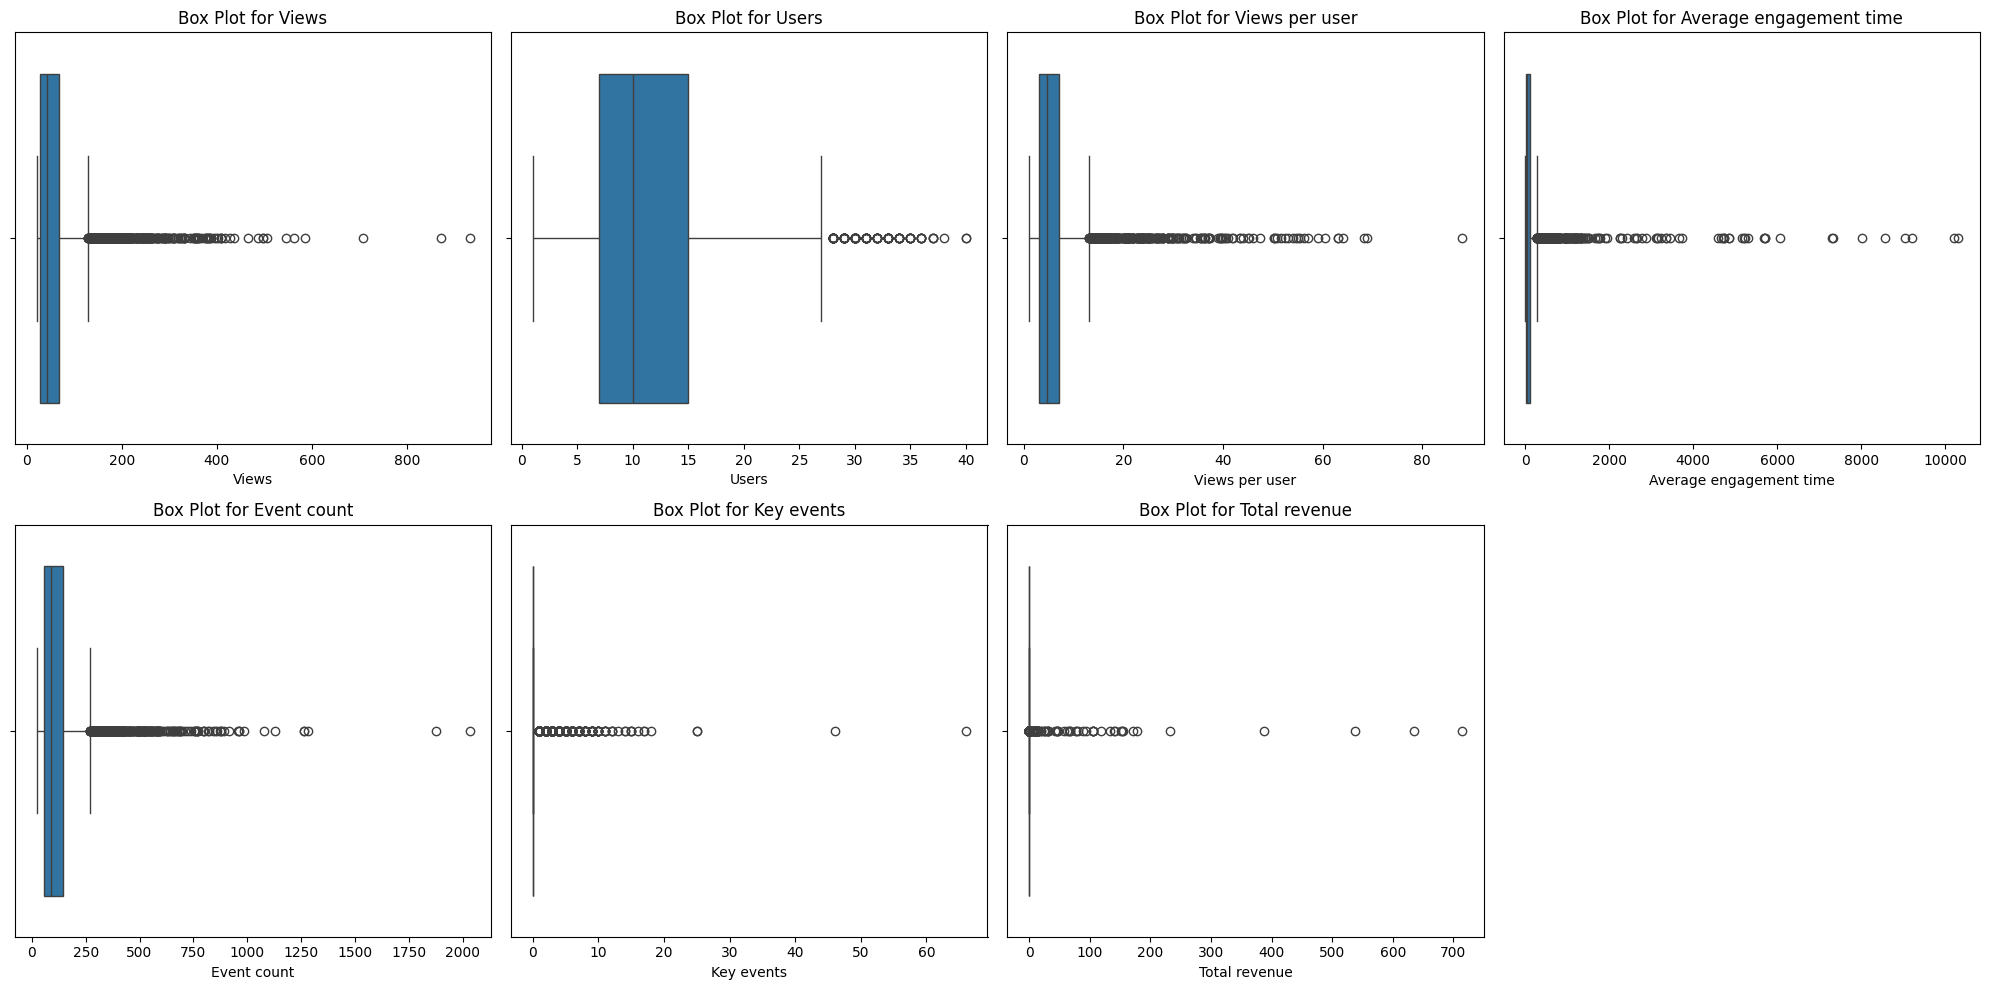 Box Plot for Views
Box Plot for Users
Box Plot for Views per user
Box Plot for Average engagement time
0 200 400 600 800
0 5 10 15 20 25 30 35 40
0 20 40 60 80
0 2000 4000 6000 8000 10000
Views
Users
Views per user
Average engagement time
Box Plot for Event count
Box Plot for Key events
Box Plot for Total revenue
0 250 500 750 1000 1250 1500 1750 2000
0 10 20 30 40 50 60
0 100 200 300 400 500 600 700
Event count
Key events
Total revenue